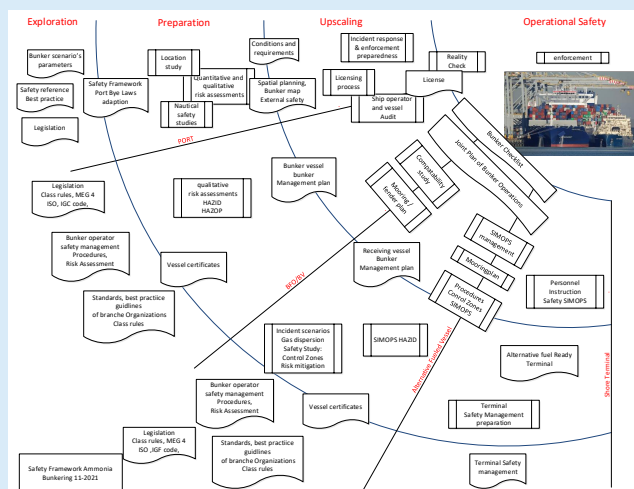 Exploration
Preparation
Upscaling
Operational Safety
Bunker scenario's
parameters
Safety reference
Best practice
Legislation
Safety Framework
Port Bye Laws
adaption
Location
study
Quantitative and
qualitative
risk assessments
Nautical
safety
studies
Conditions and
requirements
Spatial planning,
Bunker map
External safety
Incident response
& enforcement
preparedness
Licensing
process
Ship operator
and vessel
Audit
Reality
Check
License
enforcement
PORT
Legislation
Class rules, MEG 4
ISO, IGC code,
Bunker operator
safety management
Procedures,
Risk Assessment
Standards, best practice
guidlines
of branche Organizations
Class rules
qualitative
risk assessments
HAZID
HAZOP
Vessel certificates
Bunker vessel
bunker
Management plan
Mooring /
fender plan
Compatability
study
Joint Plan of Bunker Operations
Bunker Checklist
BFO/BV
Receiving vessel
Bunker
Management plan
SIMOPS
management
Mooringplan
Procedures
Control Zones
SIMOPS
Personnel
Instruction
Safety SIMOPS
Incident scenarios
Gas dispersion
Safety Study:
Control Zones
Risk mitigation
SIMOPS HAZID
Alternative Fueled Vessel
Alternative fuel Ready
Terminal
Shore Terminal
Bunker operator
safety management
Procedures,
Risk Assessment
Vessel certificates
Terminal
Safety Management
preparation
Legislation
Class rules, MEG 4
ISO ,IGF code,
Standards, best practice
guidlines
of branche Organizations
Class rules
Terminal Safety
management
Safety Framework Ammonia
Bunkering 11-2021